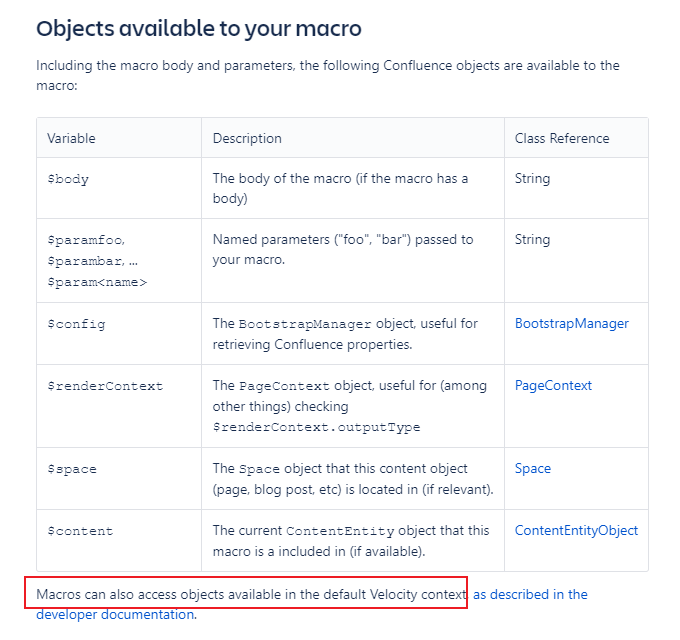 Objects available to your macro
Including the macro body and parameters, the following Confluence objects are available to the
macro:
Variable Description Class Reference
$body The body of the macro (if the macro has a String
body)
$paramfoo, Named parameters ("foo", "bar") passed to String
$parambar, … your macro.
$param<name>
$config The BootstrapManager object, useful for BootstrapManager
retrieving Confluence properties.
$renderContext The PageContext object, useful for (among PageContext
other things) checking
$renderContext.outputType
$space The Space object that this content object Space
(page, blog post, etc) is located in (if relevant).
$content The current ContentEntity object that this ContentEntityObject
macro is a included in (if available).
Macros can also access objects available in the default Velocity context as described in the
developer documentation.